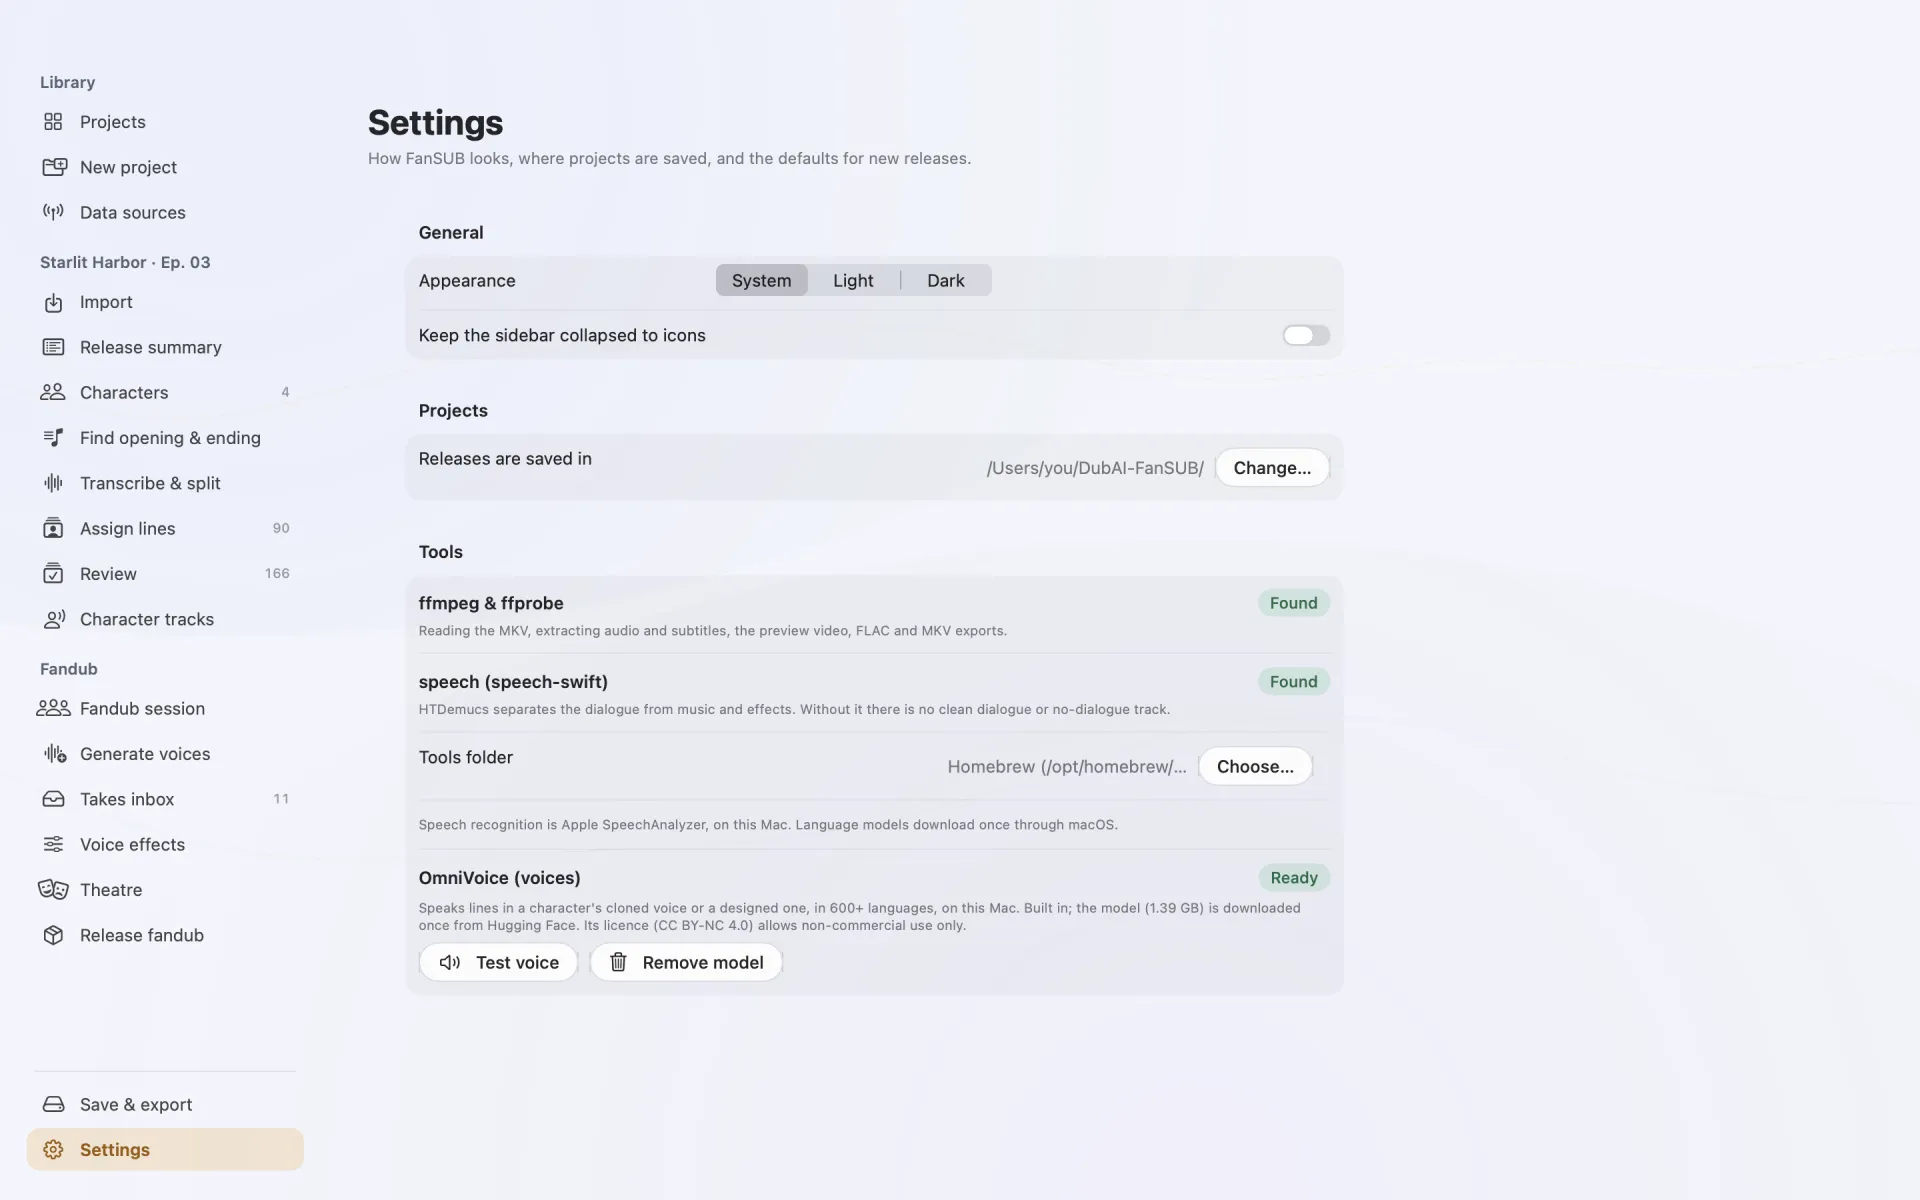 Library
Projects
New project
Data sources
Starlit Harbor · Ep. 03
Import
Release summary
Characters 4
Find opening & ending
Transcribe & split
Assign lines 90
Review 166
Character tracks
Fandub
Fandub session
Generate voices
Takes inbox 11
Voice effects
Theatre
Release fandub
Save & export
Settings
Settings
How FanSUB looks, where projects are saved, and the defaults for new releases.
General
Appearance System Light Dark
Keep the sidebar collapsed to icons
Projects
Releases are saved in /Users/you/DubAI-FanSUB/ Change...
Tools
ffmpeg & ffprobe Found
Reading the MKV, extracting audio and subtitles, the preview video, FLAC and MKV exports.
speech (speech-swift) Found
HTDemucs separates the dialogue from music and effects. Without it there is no clean dialogue or no-dialogue track.
Tools folder Homebrew (/opt/homebrew/... Choose...
Speech recognition is Apple SpeechAnalyzer, on this Mac. Language models download once through macOS.
OmniVoice (voices) Ready
Speaks lines in a character's cloned voice or a designed one, in 600+ languages, on this Mac. Built in; the model (1.39 GB) is downloaded
once from Hugging Face. Its licence (CC BY-NC 4.0) allows non-commercial use only.
Test voice Remove model